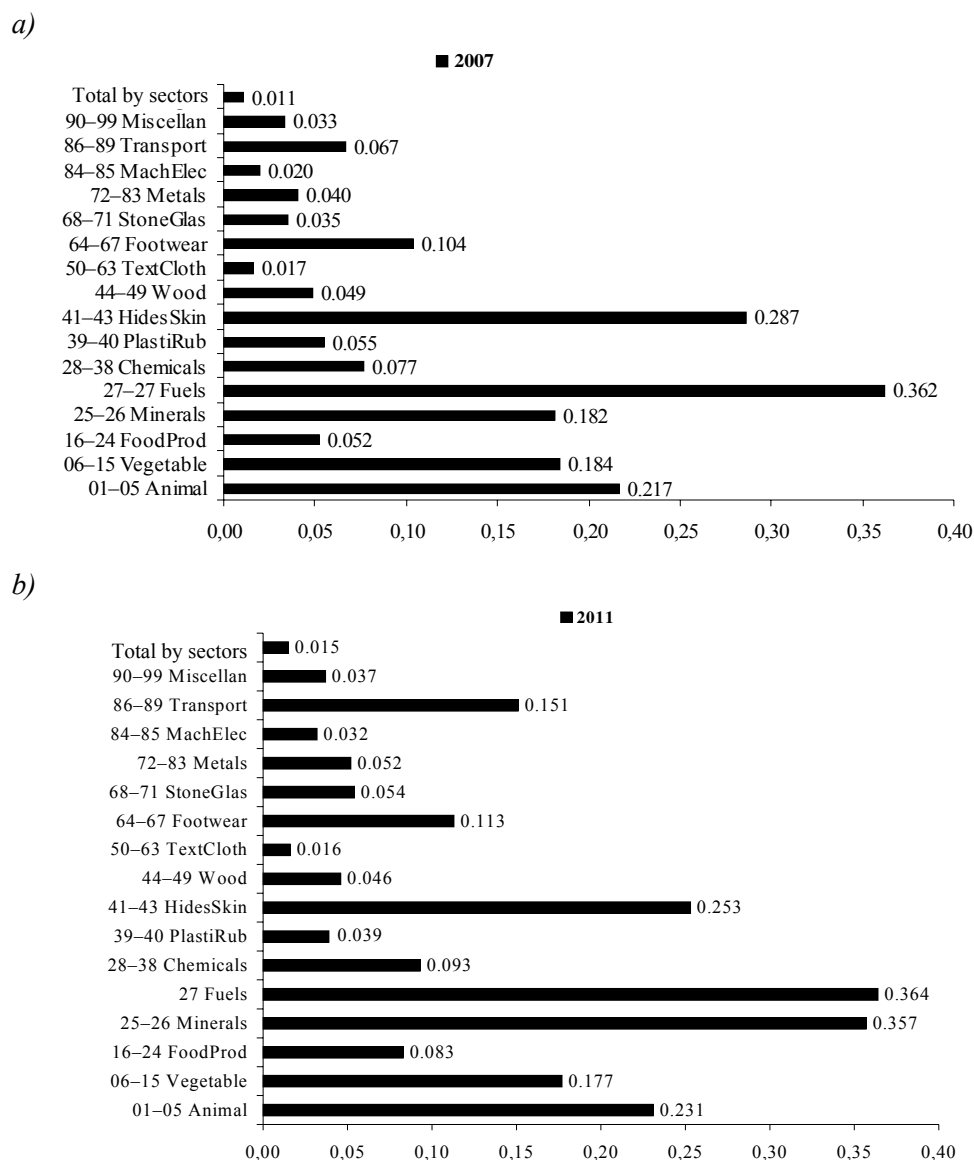 a)
2007
Total by sectors 0.011
90–99 Miscellan 0.033
86–89 Transport 0.067
84–85 MachElec 0.020
72–83 Metals 0.040
68–71 StoneGlas 0.035
64–67 Footwear 0.104
50–63 TextCloth 0.017
44–49 Wood 0.049
41–43 HidesSkin 0.287
39–40 PlastiRub 0.055
28–38 Chemicals 0.077
27–27 Fuels 0.362
25–26 Minerals 0.182
16–24 FoodProd 0.052
06–15 Vegetable 0.184
01–05 Animal 0.217
0,00 0,05 0,10 0,15 0,20 0,25 0,30 0,35 0,40
b)
2011
Total by sectors 0.015
90–99 Miscellan 0.037
86–89 Transport 0.151
84–85 MachElec 0.032
72–83 Metals 0.052
68–71 StoneGlas 0.054
64–67 Footwear 0.113
50–63 TextCloth 0.016
44–49 Wood 0.046
41–43 HidesSkin 0.253
39–40 PlastiRub 0.039
28–38 Chemicals 0.093
27 Fuels 0.364
25–26 Minerals 0.357
16–24 FoodProd 0.083
06–15 Vegetable 0.177
01–05 Animal 0.231
0,00 0,05 0,10 0,15 0,20 0,25 0,30 0,35 0,40